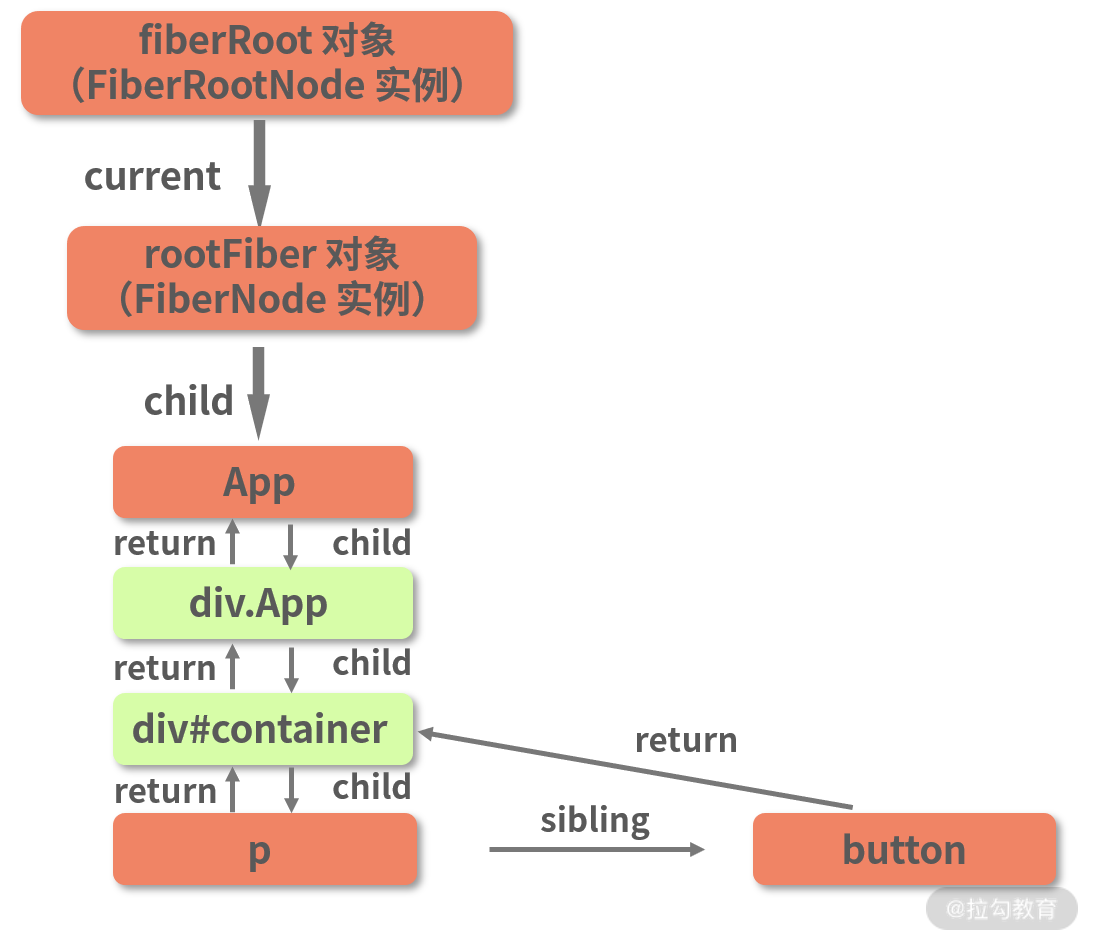 fiberRoot 对象
（FiberRootNode 实例）
current
rootFiber 对象
（FiberNode 实例）
child
App
return
child
div.App
return
child
div#container
return
return
child
sibling
p
button
@拉勾教育